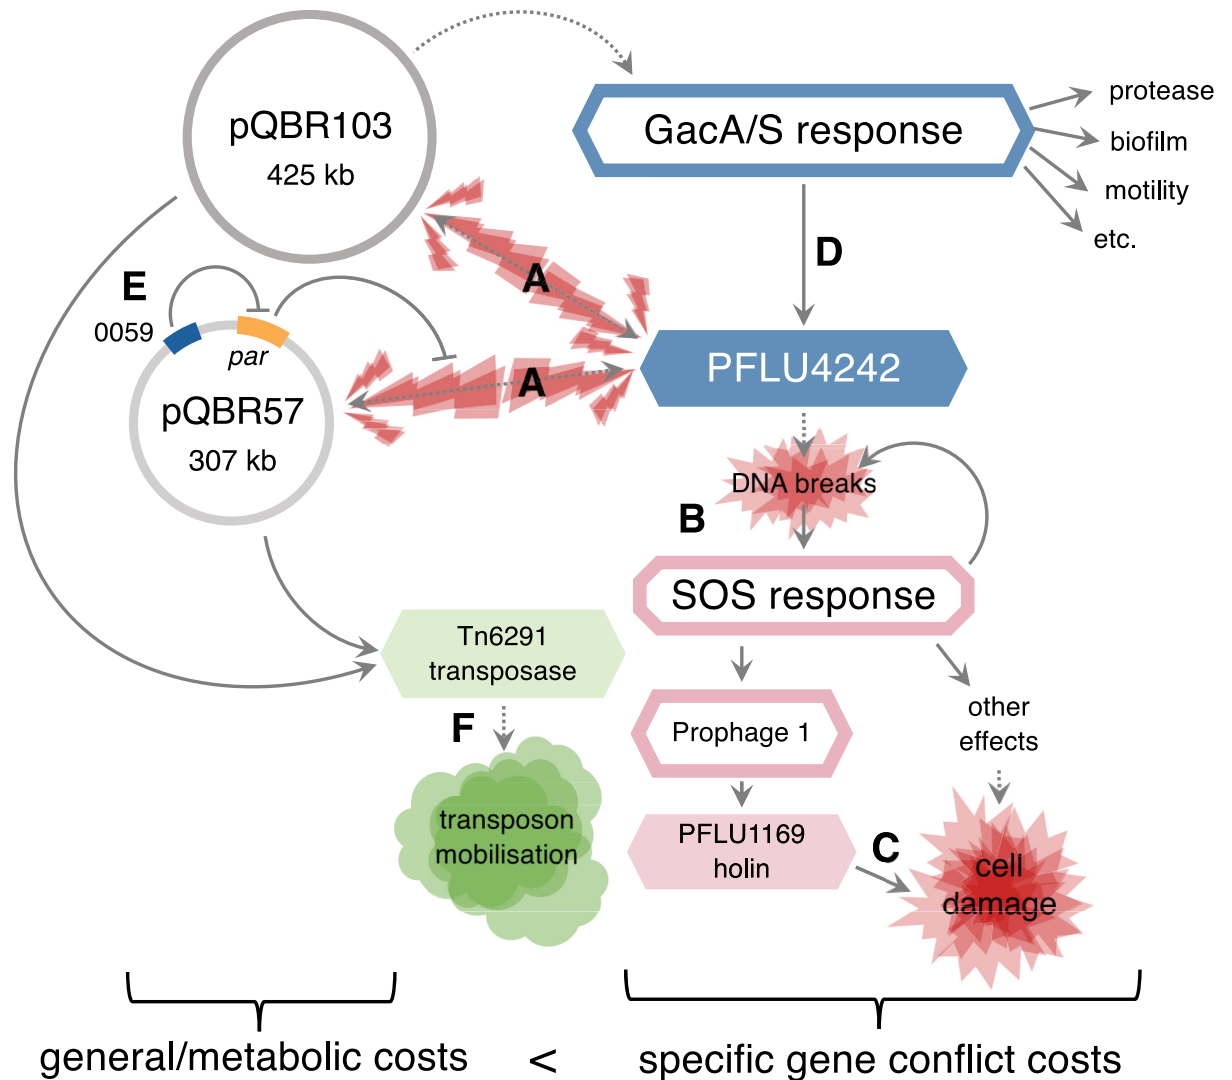 pQBR103
425 kb
GacA/S response
protease
biofilm
motility
etc.
D
A
E
0059
par
A
PFLU4242
pQBR57
307 kb
DNA breaks
B
SOS response
Tn6291
transposase
F
transposon
mobilisation
Prophage 1
other
effects
PFLU1169
holin
C
cell
damage
general/metabolic costs < specific gene conflict costs